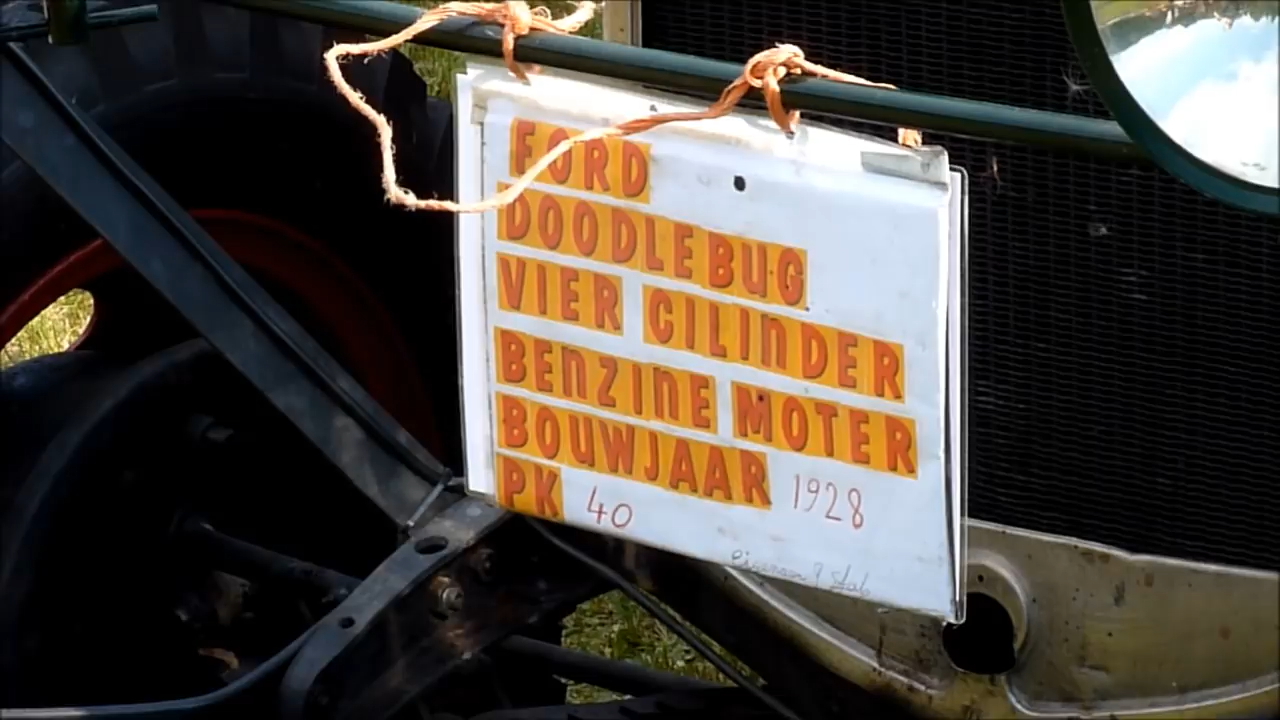 FORD
DOODLEBUG
VIER CILINDER
BENZINE MOTER
BOUWJAAR 1928
PK 40